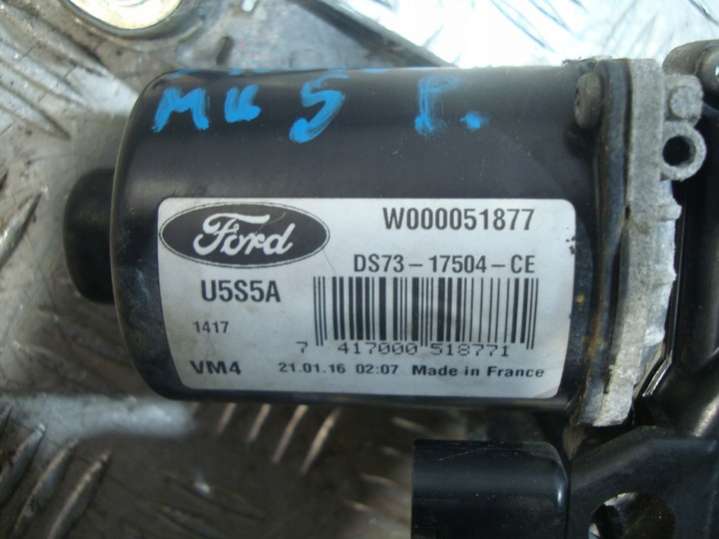 MK 5 P.
Ford
W000051877
DS73-17504-CE
U5S5A
1417
7 417000 518771
VM4 21.01.16 02:07 Made in France